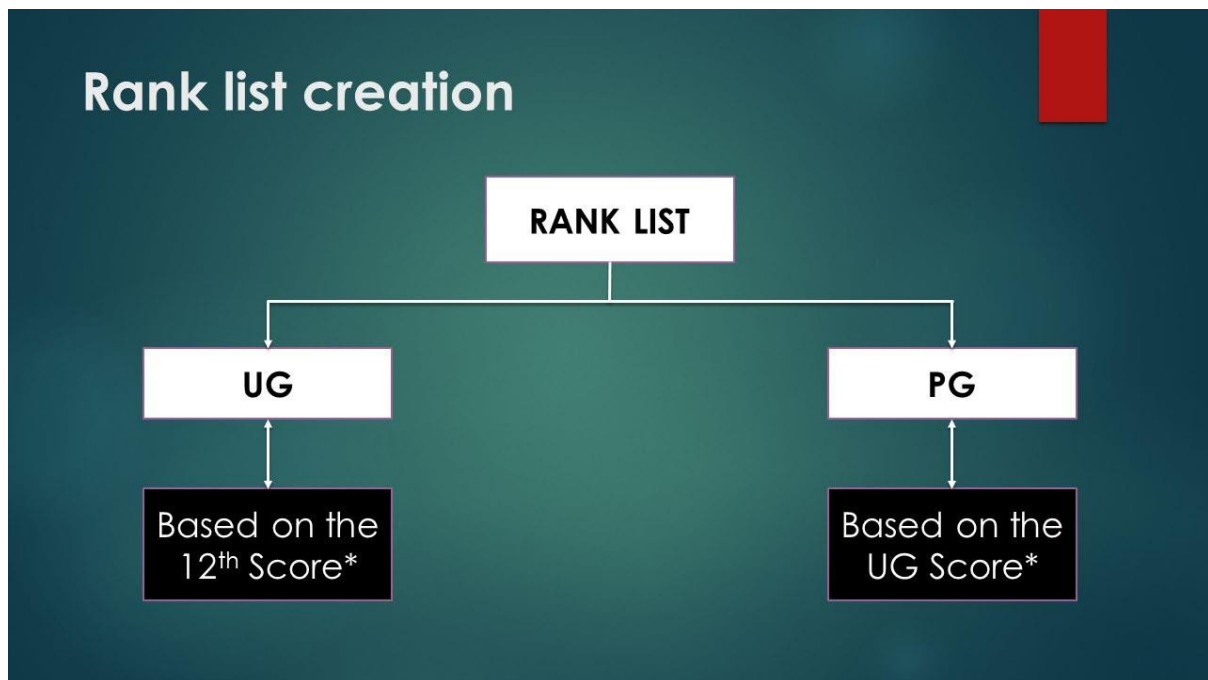 Rank list creation
RANK LIST
UG
PG
Based on the
12th Score*
Based on the
UG Score*